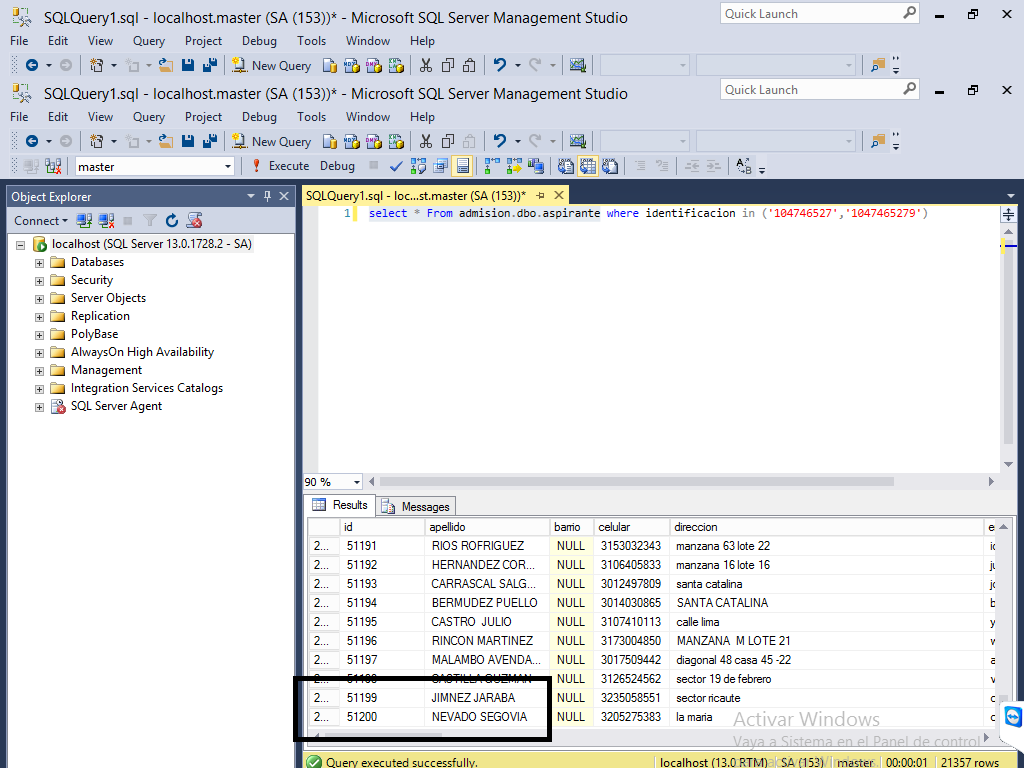 SQLQuery1.sql - localhost.master (SA (153))* - Microsoft SQL Server Management Studio
Quick Launch
File Edit View Query Project Debug Tools Window Help
New Query
SQLQuery1.sql - localhost.master (SA (153))* - Microsoft SQL Server Management Studio
Quick Launch
File Edit View Query Project Debug Tools Window Help
New Query
master Execute Debug
Object Explorer
Connect
localhost (SQL Server 13.0.1728.2 - SA)
Databases
Security
Server Objects
Replication
PolyBase
AlwaysOn High Availability
Management
Integration Services Catalogs
SQL Server Agent
SQLQuery1.sql - loc...st.master (SA (153))*
1 select * From admision.dbo.aspirante where identificacion in ('104746527','1047465279')
90 %
Results Messages
id apellido barrio celular direccion
2... 51191 RIOS ROFRIGUEZ NULL 3153032343 manzana 63 lote 22
2... 51192 HERNANDEZ COR... NULL 3106405833 manzana 16 lote 16
2... 51193 CARRASCAL SALG... NULL 3012497809 santa catalina
2... 51194 BERMUDEZ PUELLO NULL 3014030865 SANTA CATALINA
2... 51195 CASTRO JULIO NULL 3107410113 calle lima
2... 51196 RINCON MARTINEZ NULL 3173004850 MANZANA M LOTE 21
2... 51197 MALAMBO AVENDA... NULL 3017509442 diagonal 48 casa 45 -22
2... 51198 CASTILLA GUZMAN NULL 3126524562 sector 19 de febrero
2... 51199 JIMNEZ JARABA NULL 3235058551 sector ricaute
2... 51200 NEVADO SEGOVIA NULL 3205275383 la maria
Activar Windows
Vaya a Sistema en el Panel de control
Query executed successfully. localhost (13.0 RTM) SA (153) master 00:00:01 21357 rows